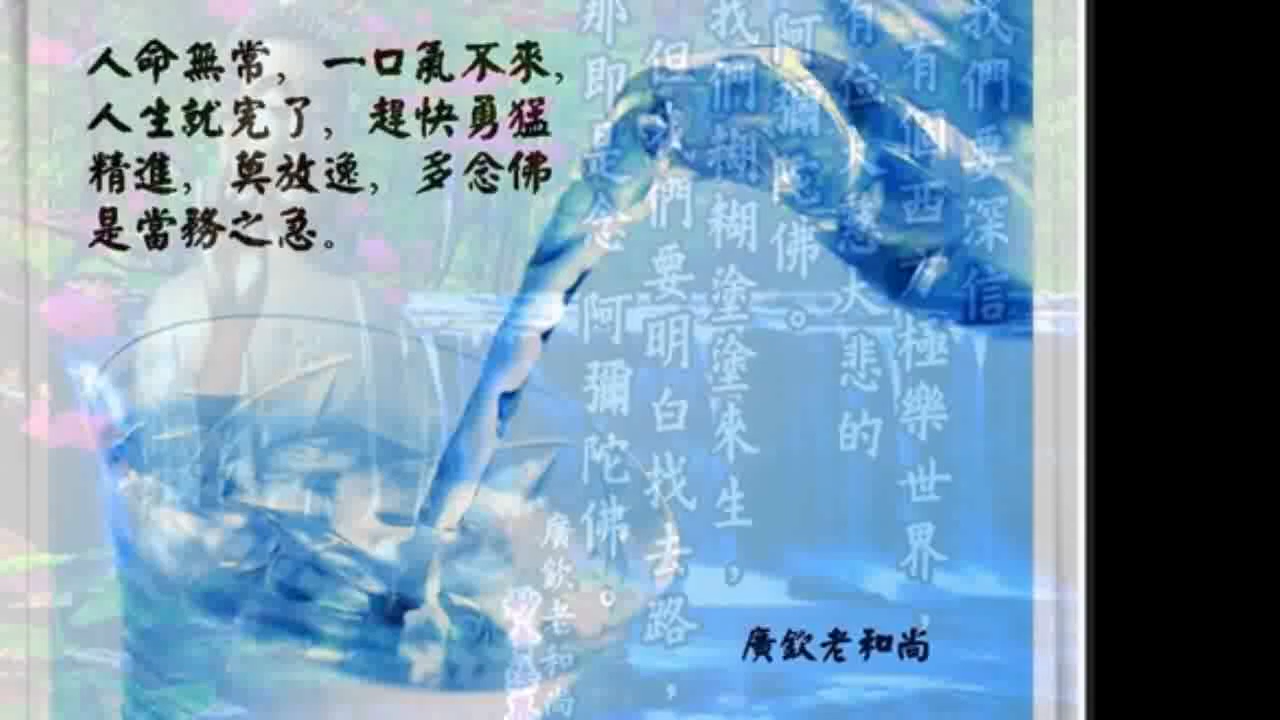 人命無常，一口氣不來，
人生就完了，趕快勇猛
精進，莫放逸，多念佛
是當務之急。
我們要深信
有個西方極樂世界，
有位大慈大悲的
阿彌陀佛。
我們糊糊塗塗來生，
但我們要明白找去路，
那即是念 阿彌陀佛。
廣欽老和尚
廣欽老和尚